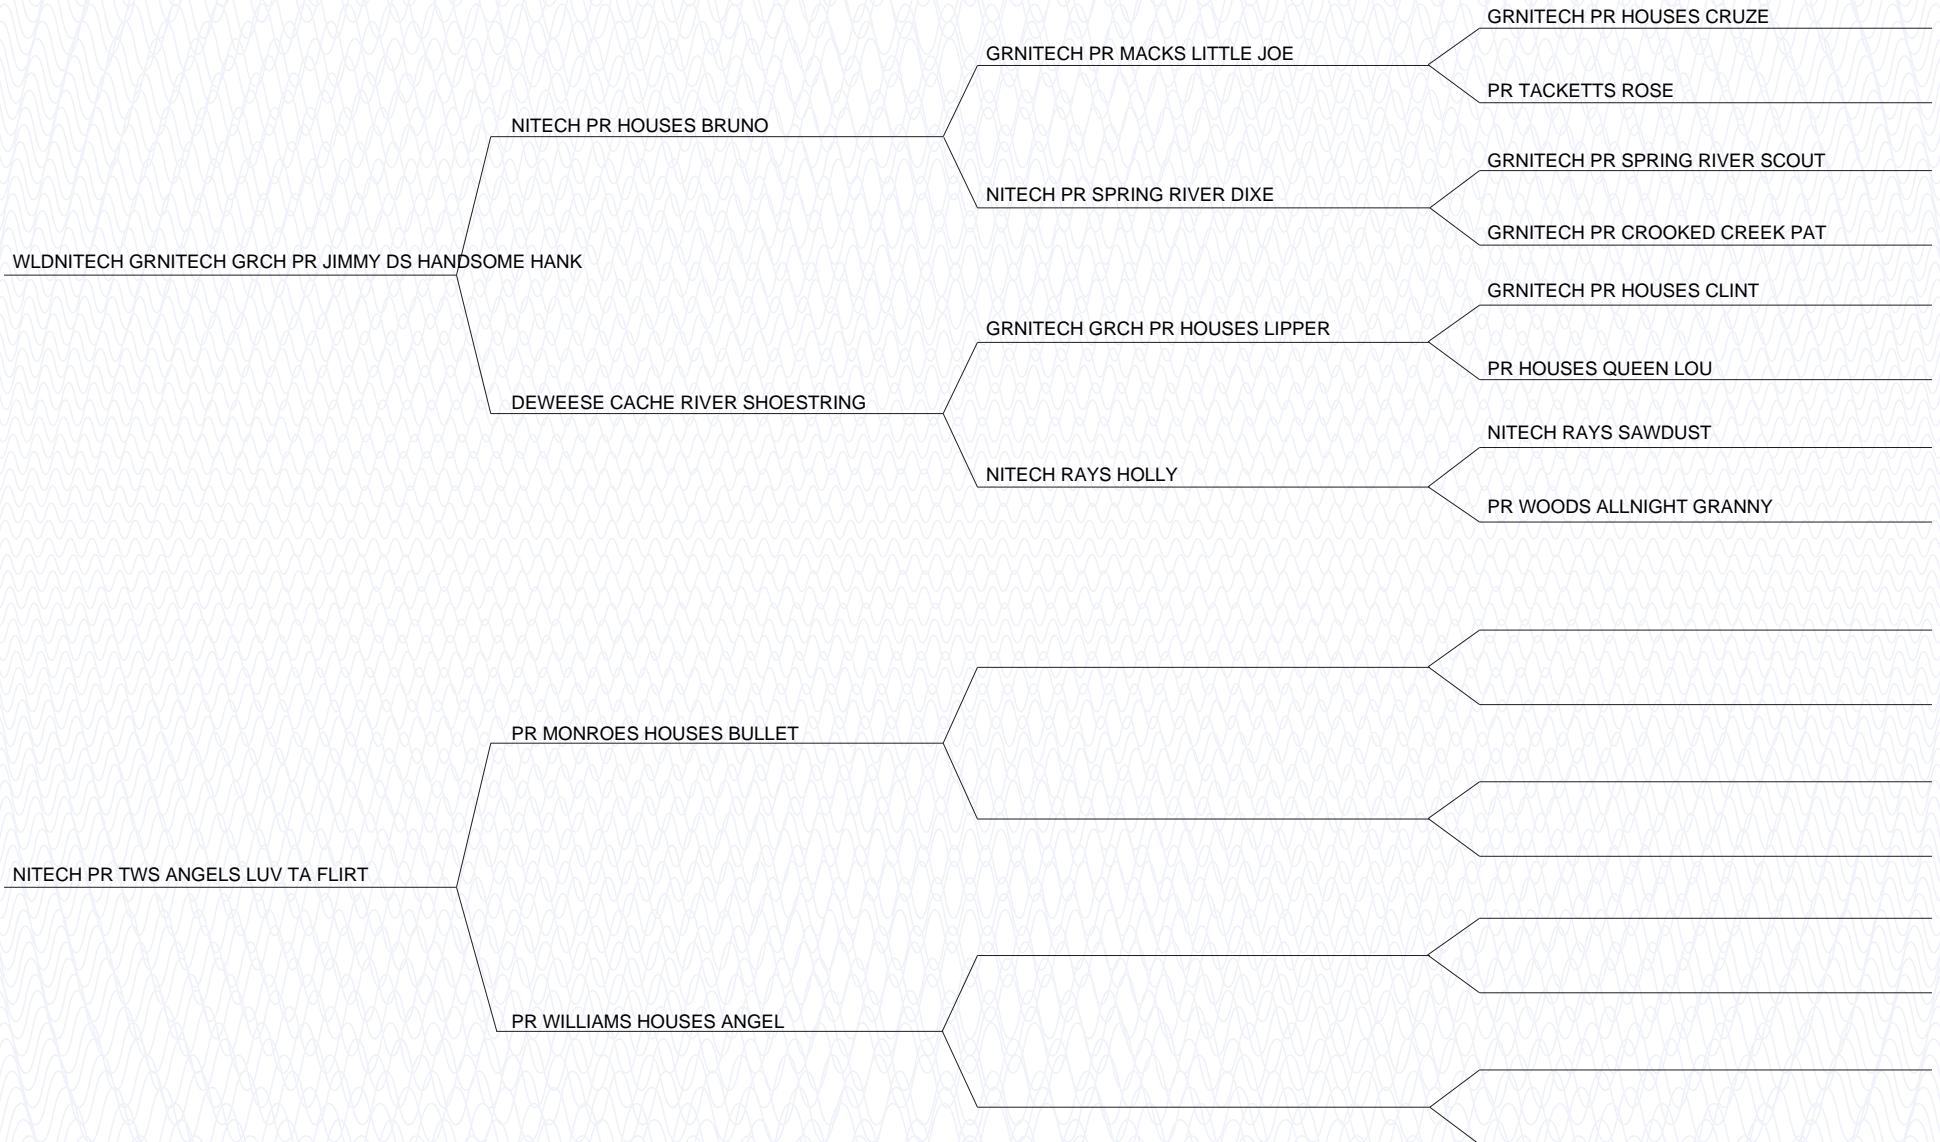 GRNITECH PR HOUSES CRUZE
GRNITECH PR MACKS LITTLE JOE
PR TACKETTS ROSE
NITECH PR HOUSES BRUNO
GRNITECH PR SPRING RIVER SCOUT
NITECH PR SPRING RIVER DIXE
GRNITECH PR CROOKED CREEK PAT
WLDNITECH GRNITECH GRCH PR JIMMY DS HANDSOME HANK
GRNITECH PR HOUSES CLINT
GRNITECH GRCH PR HOUSES LIPPER
PR HOUSES QUEEN LOU
DEWEESE CACHE RIVER SHOESTRING
NITECH RAYS SAWDUST
NITECH RAYS HOLLY
PR WOODS ALLNIGHT GRANNY
PR MONROES HOUSES BULLET
NITECH PR TWS ANGELS LUV TA FLIRT
PR WILLIAMS HOUSES ANGEL